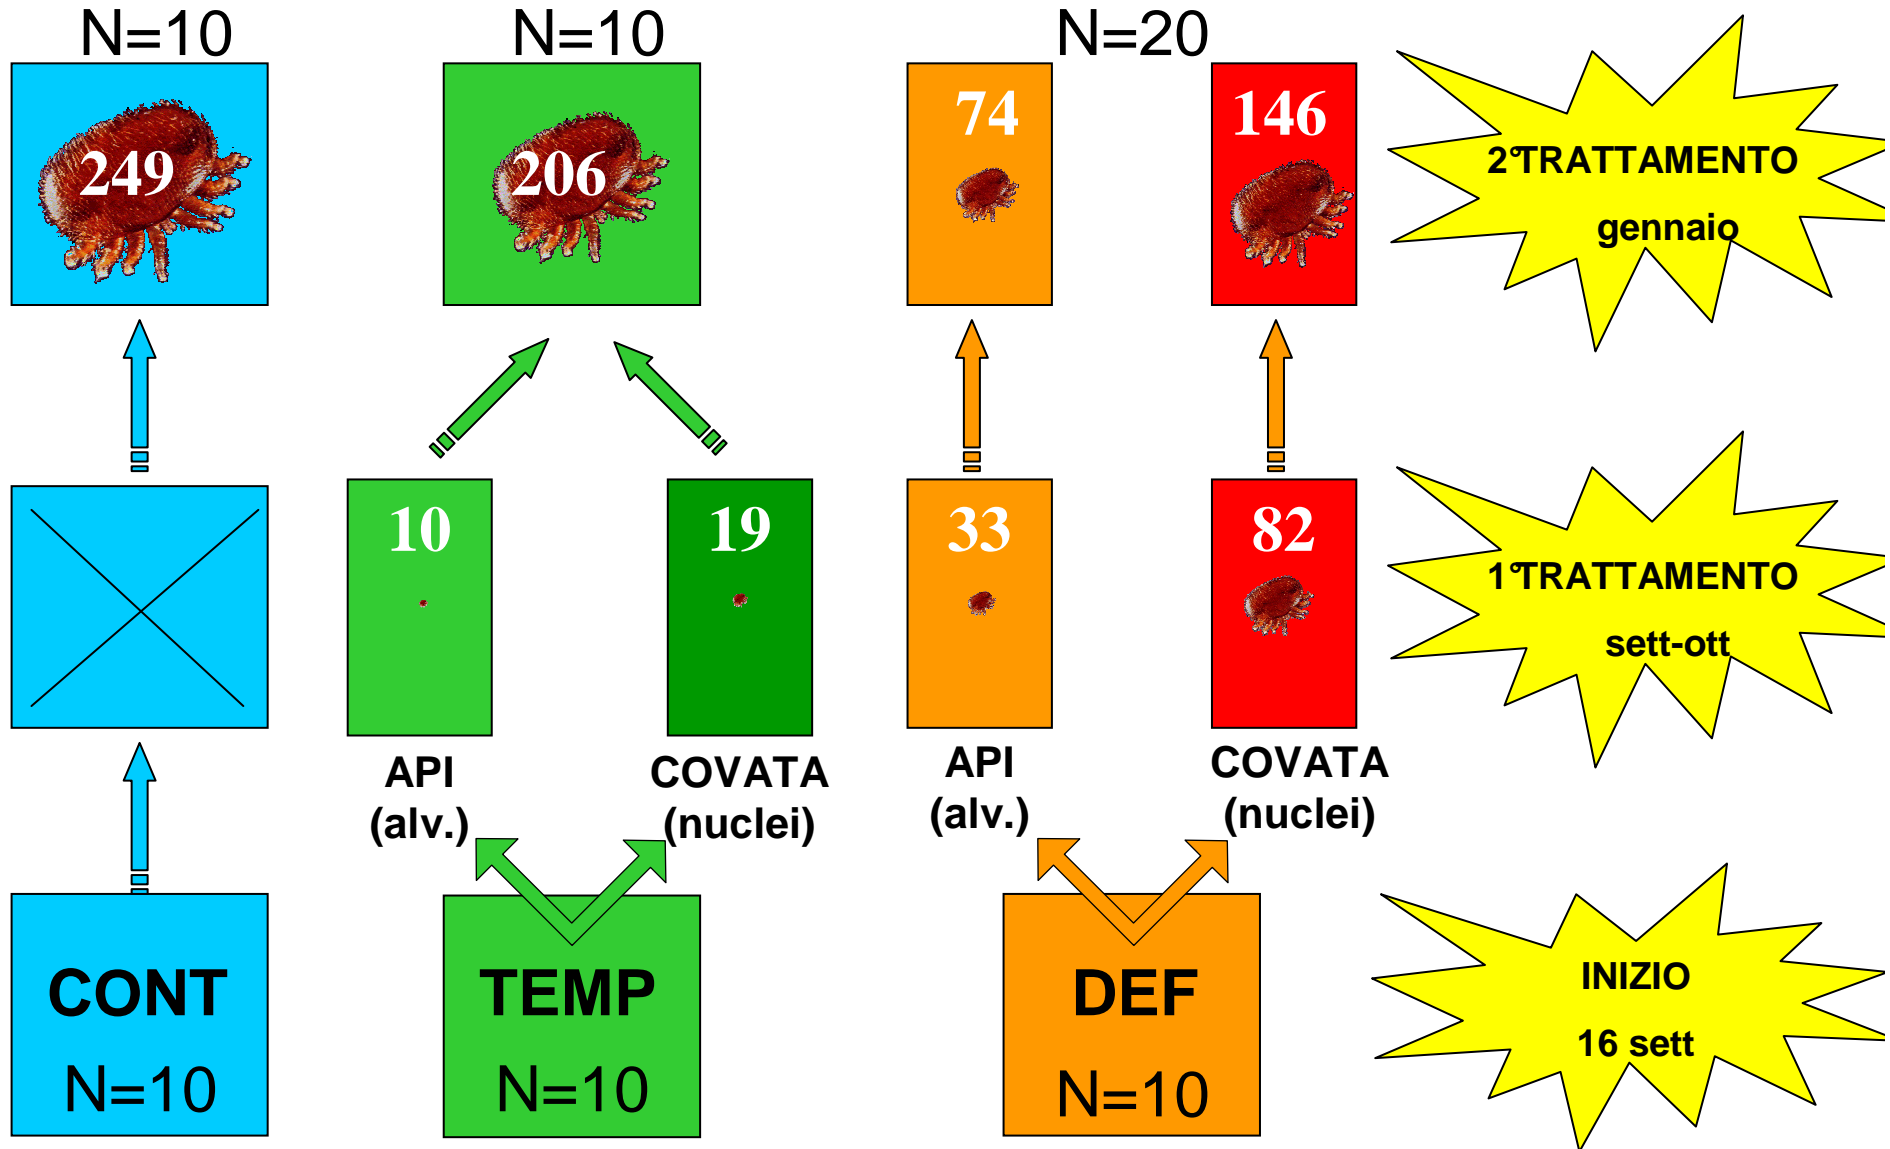 N=10
N=10
N=20
249
206
74
146
2°TRATTAMENTO
gennaio
10
19
33
82
1°TRATTAMENTO
sett-ott
API
(alv.)
COVATA
(nuclei)
API
(alv.)
COVATA
(nuclei)
CONT
N=10
TEMP
N=10
DEF
N=10
INIZIO
16 sett